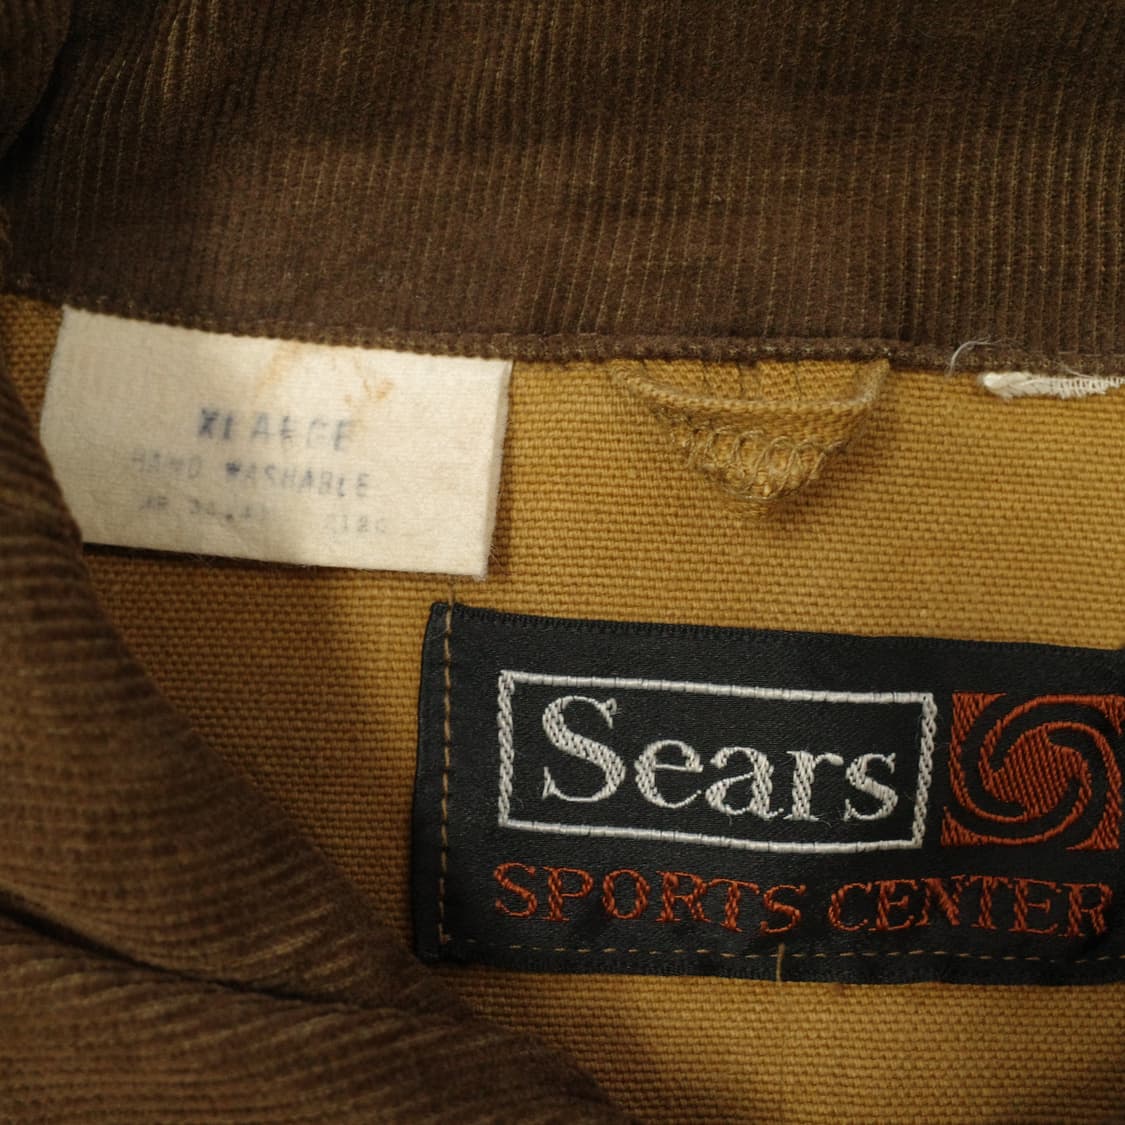 XLARGE
HAND WASHABLE
Sears
SPORTS CENTER